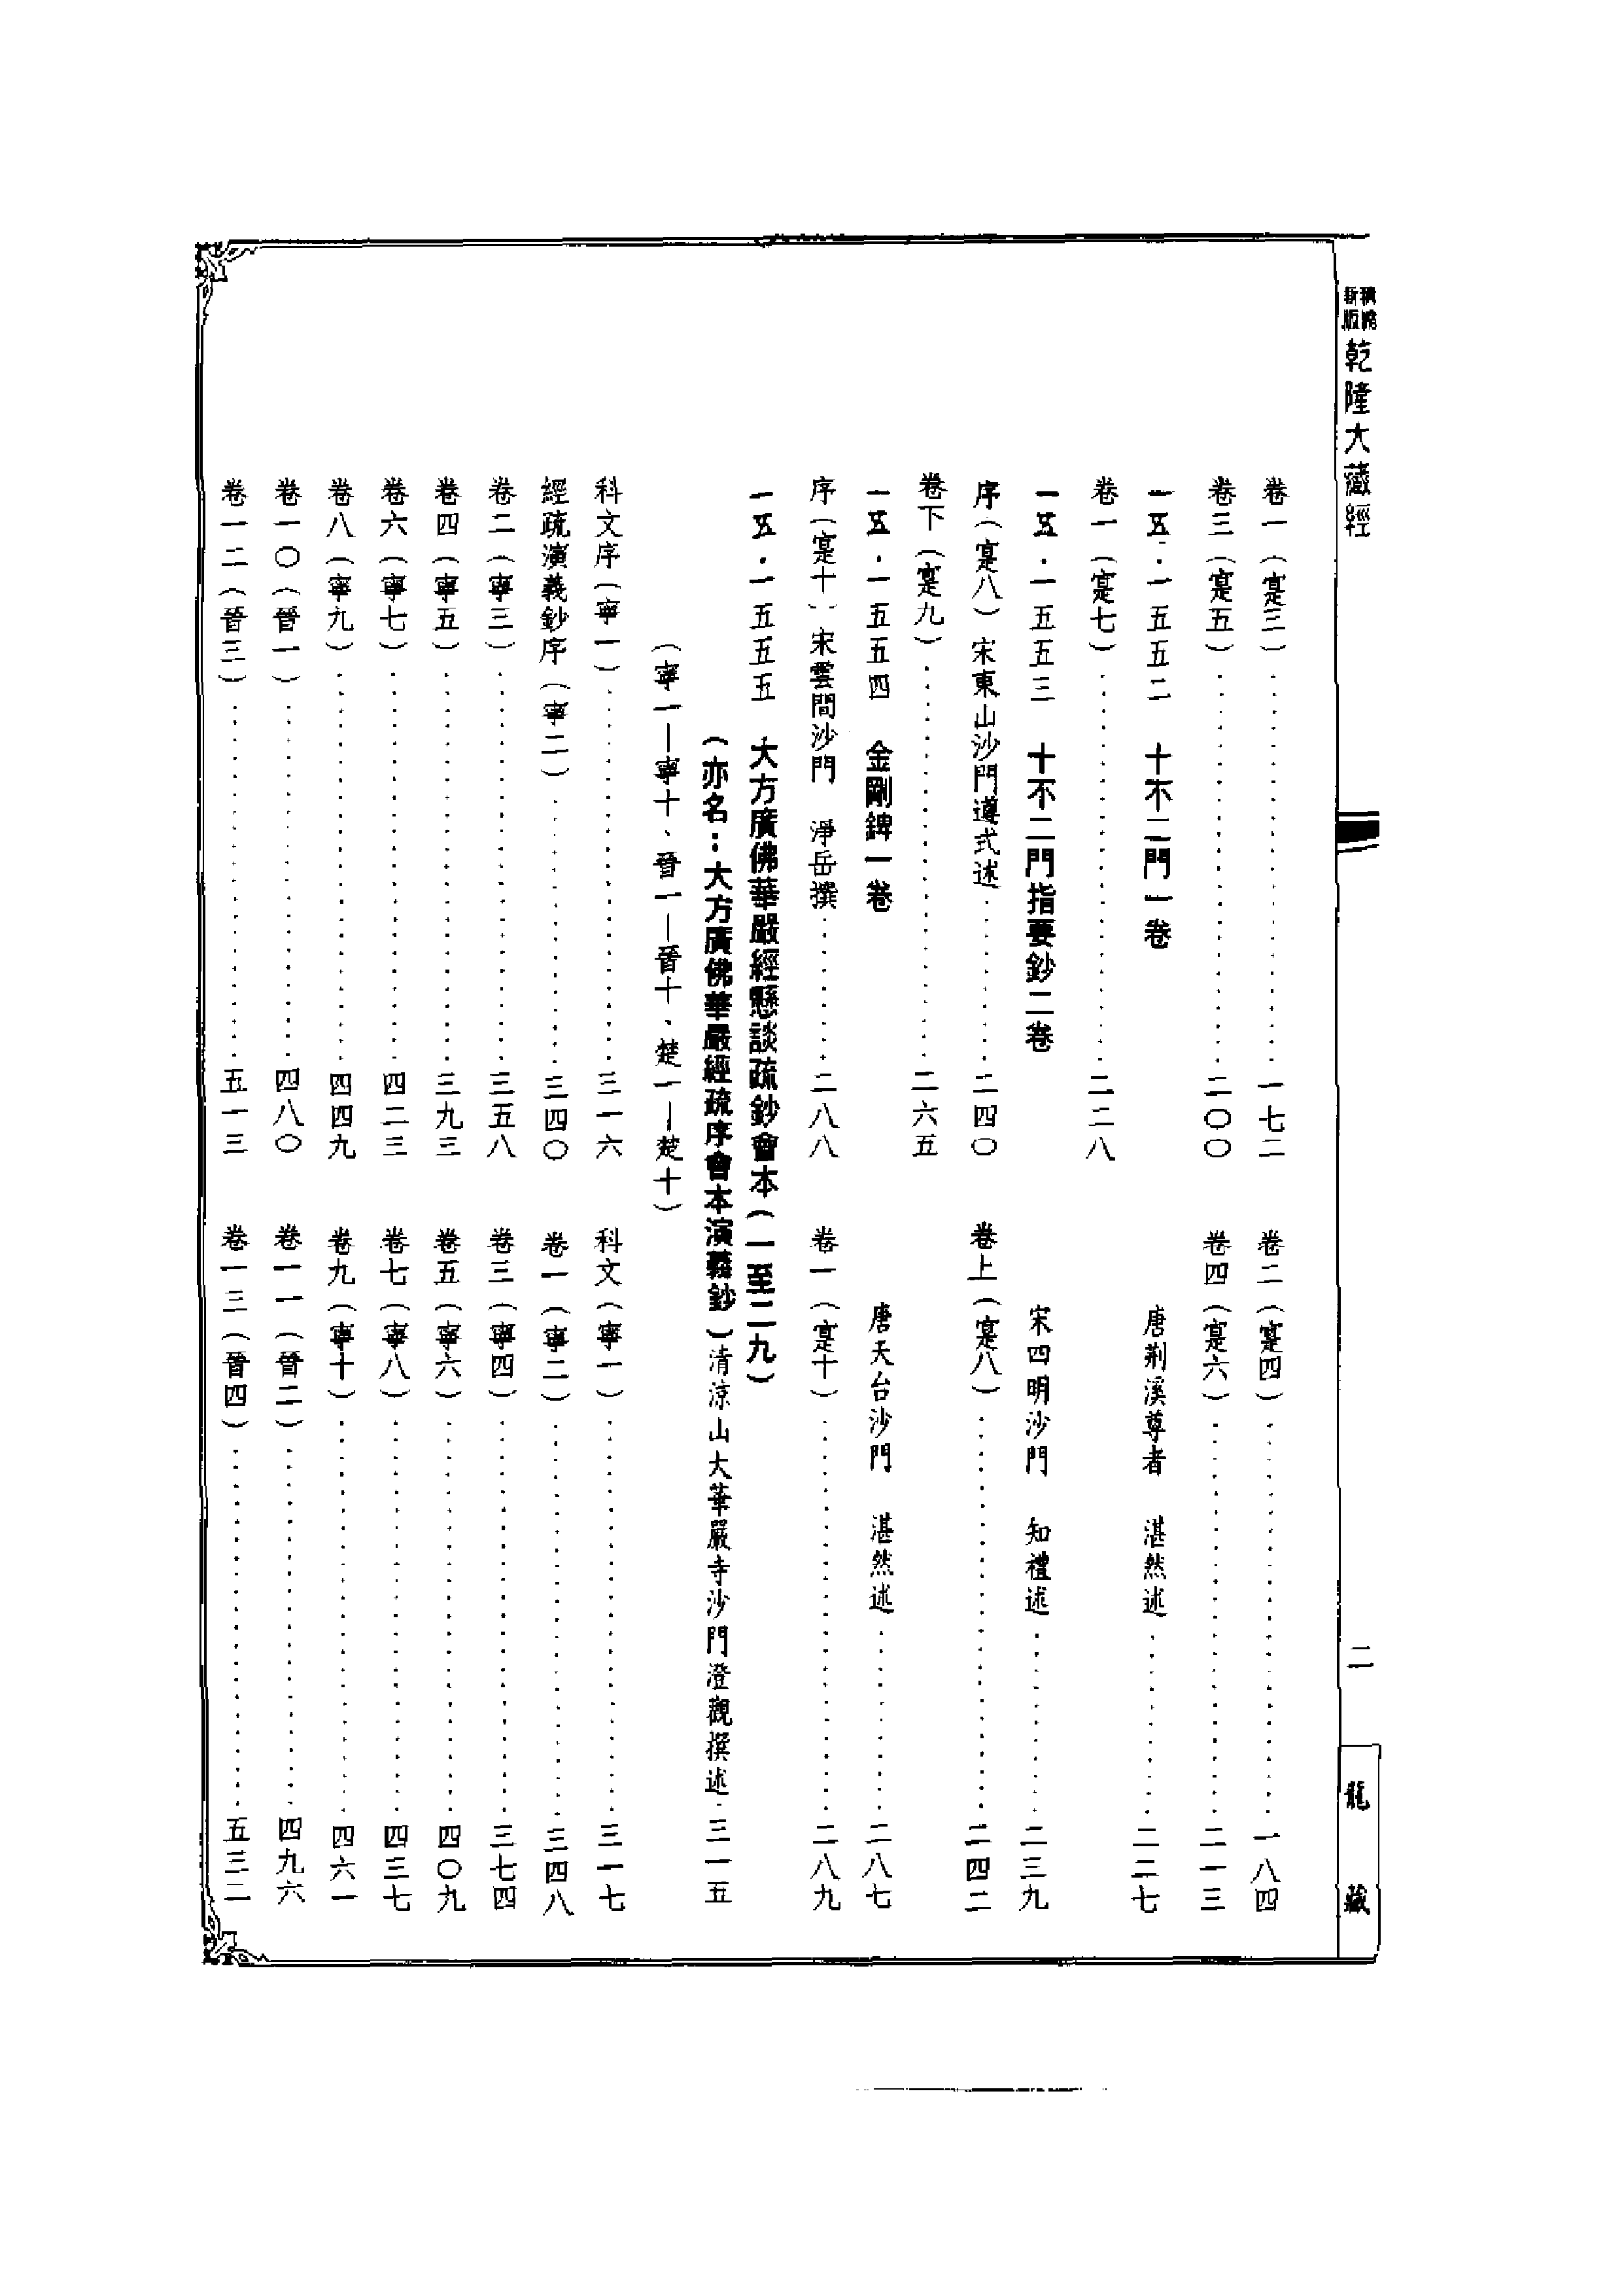 新版 精縮 乾隆大藏經 二 龍藏
卷一（寔三）……一七二 卷二（寔四）……一八四
卷三（寔五）……二〇〇 卷四（寔六）……二一三
一五．一五五二 十不二門一卷 唐荆溪尊者 湛然述……二二七
卷一（寔七）……二二八
一五．一五五三 十不二門指要鈔二卷 宋四明沙門 知禮述……二三九
序（寔八）宋東山沙門遵式述……二四〇 卷上（寔八）……二四二
卷下（寔九）……二六五
一五．一五五四 金剛錍一卷 唐天台沙門 湛然述……二八七
序（寔十）宋雲間沙門 淨岳撰……二八八 卷一（寔十）……二八九
一五．一五五五 大方廣佛華嚴經懸談疏鈔會本（一至二九）
（亦名：大方廣佛華嚴經疏序會本演義鈔）清涼山大華嚴寺沙門澄觀撰述…三一五
（寧一—寧十、晉一—晉十、楚一—楚十）
科文序（寧一）……三一六 科文（寧一）……三一七
經疏演義鈔序（寧二）……三四〇 卷一（寧二）……三四八
卷二（寧三）……三五八 卷三（寧四）……三七四
卷四（寧五）……三九三 卷五（寧六）……四〇九
卷六（寧七）……四二三 卷七（寧八）……四三七
卷八（寧九）……四四九 卷九（寧十）……四六一
卷一〇（晉一）……四八〇 卷一一（晉二）……四九六
卷一二（晉三）……五一三 卷一三（晉四）……五三二